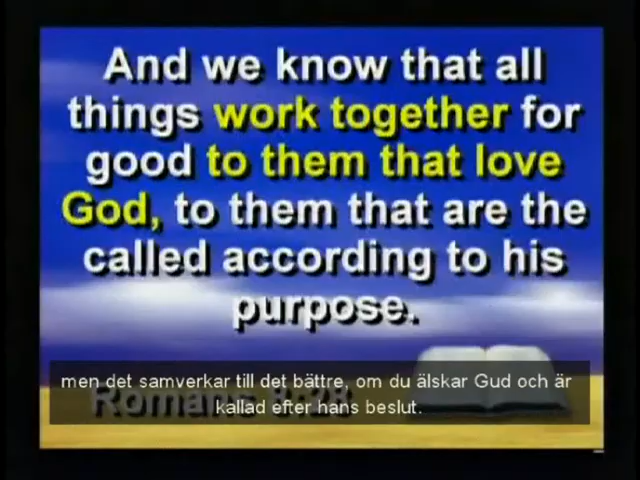 And we know that all
things work together for
good to them that love
God, to them that are the
called according to his
purpose.
men det samverkar till det bättre, om du älskar Gud och är
kallad efter hans beslut.
Romans 8:28